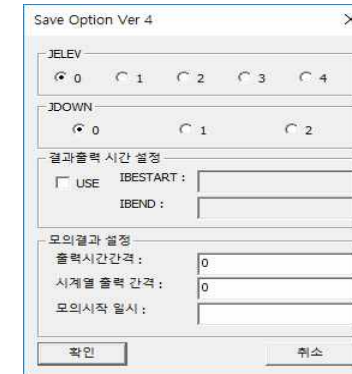 Save Option Ver 4
JELEV
0 1 2 3 4
JDOWN
0 1 2
결과출력 시간 설정
USE IBESTART :
IBEND :
모의결과 설정
출력시간간격 : 0
시계열 출력 간격 : 0
모의시작 일시 :
확인 취소